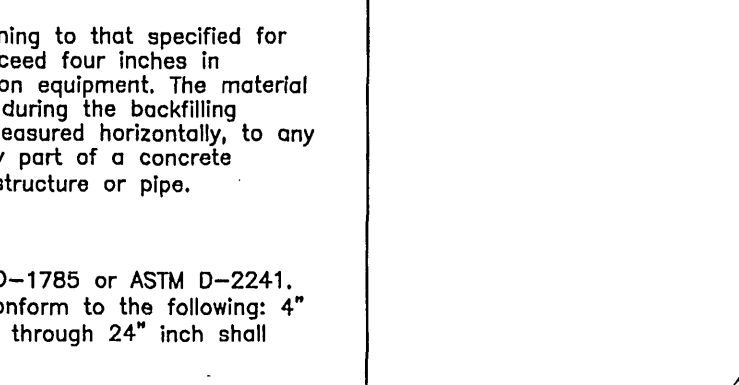 ning to that specified for
ceed four inches in
on equipment. The material
during the backfilling
easured horizontally, to any
part of a concrete
structure or pipe.
D-1785 or ASTM D-2241.
onform to the following: 4"
through 24" inch shall